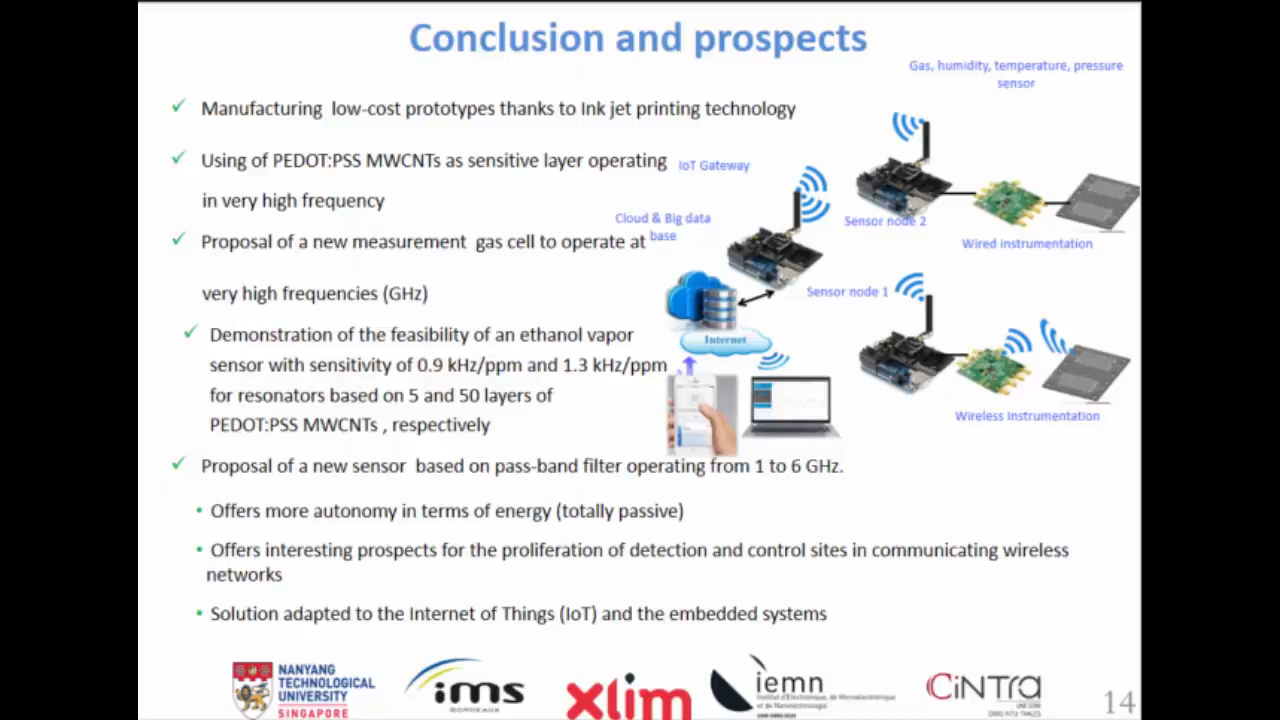 Conclusion and prospects
Gas, humidity, temperature, pressure
sensor
Manufacturing low-cost prototypes thanks to Ink jet printing technology
Using of PEDOT:PSS MWCNTs as sensitive layer operating
in very high frequency
IoT Gateway
Cloud & Big data
base
Sensor node 2
Wired instrumentation
Proposal of a new measurement gas cell to operate at
very high frequencies (GHz)
Sensor node 1
Demonstration of the feasibility of an ethanol vapor
sensor with sensitivity of 0.9 kHz/ppm and 1.3 kHz/ppm
for resonators based on 5 and 50 layers of
PEDOT:PSS MWCNTs , respectively
Internet
Wireless Instrumentation
Proposal of a new sensor based on pass-band filter operating from 1 to 6 GHz.
• Offers more autonomy in terms of energy (totally passive)
• Offers interesting prospects for the proliferation of detection and control sites in communicating wireless
networks
• Solution adapted to the Internet of Things (IoT) and the embedded systems
NANYANG
TECHNOLOGICAL
UNIVERSITY
SINGAPORE
ims
BORDEAUX
Xlim
iemn
Institut d'Electronique, de Microélectronique
et de Nanotechnologie
CINTRA
14